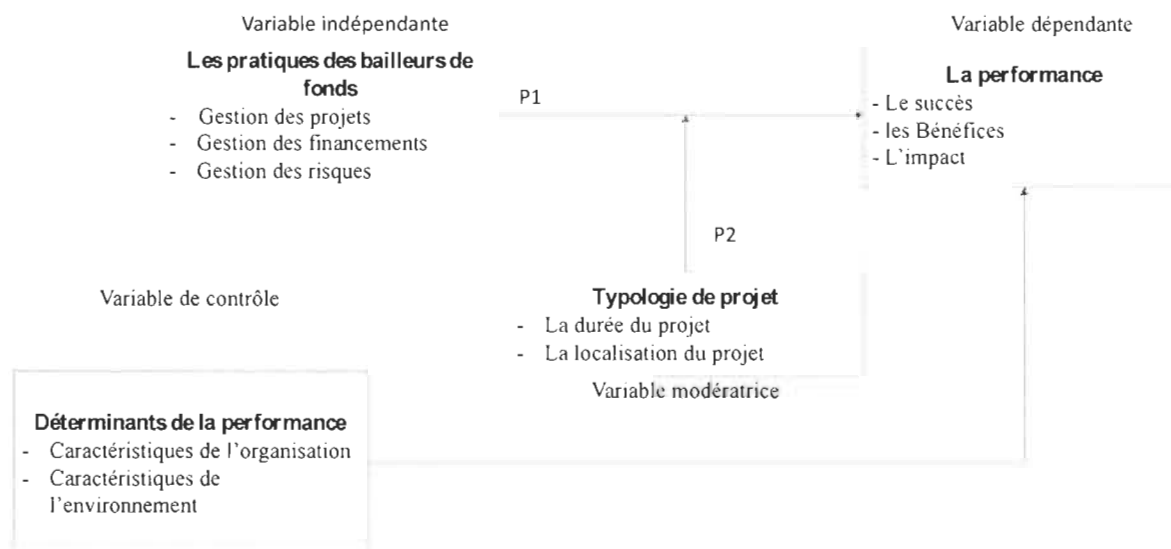 Variable indépendante
Les pratiques des bailleurs de
fonds
- Gestion des projets
- Gestion des financements
- Gestion des risques
P1
Variable dépendante
La performance
- Le succès
- les Bénéfices
- L'impact
P2
Typologie de projet
- La durée du projet
- La localisation du projet
Variable modératrice
Variable de contrôle
Déterminants de la performance
- Caractéristiques de l'organisation
- Caractéristiques de
l'environnement